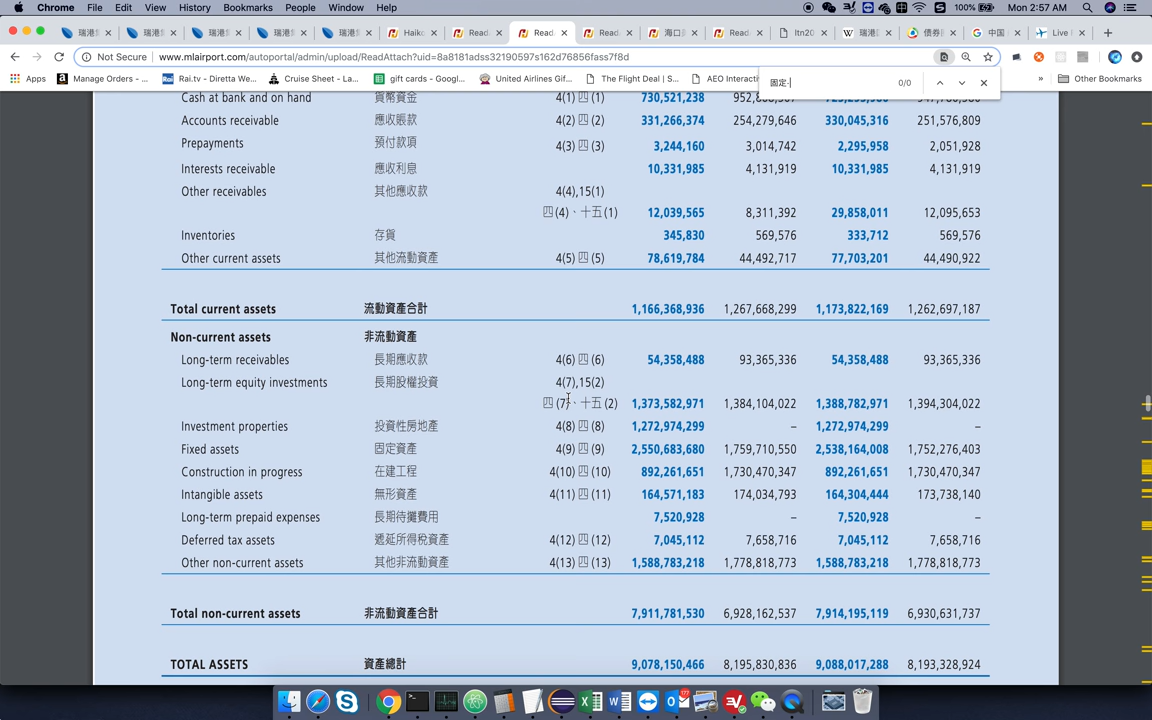 Chrome File Edit View History Bookmarks People Window Help 100% Mon 2:57 AM
瑞港 瑞港 瑞港 瑞港 瑞港 Haiko Read Read Read 海口 Read ltn20 瑞港 债券 中国 Live
Not Secure www.mlairport.com/autoportal/admin/upload/ReadAttach?uid=8a8181adss32190597s162d76856fass7f8d
Apps Manage Orders - ... Rai.tv - Diretta We... Cruise Sheet - La... gift cards - Googl... United Airlines Gif... The Flight Deal | S... AEO Interacti » Other Bookmarks
固定- 0/0
Cash at bank and on hand 貨幣資金 4(1) 四 (1) 730,521,238
Accounts receivable 應收賬款 4(2) 四 (2) 331,266,374 254,279,646 330,045,316 251,576,809
Prepayments 預付款項 4(3) 四 (3) 3,244,160 3,014,742 2,295,958 2,051,928
Interests receivable 應收利息 10,331,985 4,131,919 10,331,985 4,131,919
Other receivables 其他應收款 4(4),15(1)
四(4)、十五(1) 12,039,565 8,311,392 29,858,011 12,095,653
Inventories 存貨 345,830 569,576 333,712 569,576
Other current assets 其他流動資產 4(5) 四 (5) 78,619,784 44,492,717 77,703,201 44,490,922
Total current assets 流動資產合計 1,166,368,936 1,267,668,299 1,173,822,169 1,262,697,187
Non-current assets 非流動資產
Long-term receivables 長期應收款 4(6) 四 (6) 54,358,488 93,365,336 54,358,488 93,365,336
Long-term equity investments 長期股權投資 4(7),15(2)
四(7)、十五(2) 1,373,582,971 1,384,104,022 1,388,782,971 1,394,304,022
Investment properties 投資性房地產 4(8) 四 (8) 1,272,974,299 – 1,272,974,299 –
Fixed assets 固定資產 4(9) 四 (9) 2,550,683,680 1,759,710,550 2,538,164,008 1,752,276,403
Construction in progress 在建工程 4(10) 四 (10) 892,261,651 1,730,470,347 892,261,651 1,730,470,347
Intangible assets 無形資產 4(11) 四 (11) 164,571,183 174,034,793 164,304,444 173,738,140
Long-term prepaid expenses 長期待攤費用 7,520,928 – 7,520,928 –
Deferred tax assets 遞延所得稅資產 4(12) 四 (12) 7,045,112 7,658,716 7,045,112 7,658,716
Other non-current assets 其他非流動資產 4(13) 四 (13) 1,588,783,218 1,778,818,773 1,588,783,218 1,778,818,773
Total non-current assets 非流動資產合計 7,911,781,530 6,928,162,537 7,914,195,119 6,930,631,737
TOTAL ASSETS 資產總計 9,078,150,466 8,195,830,836 9,088,017,288 8,193,328,924